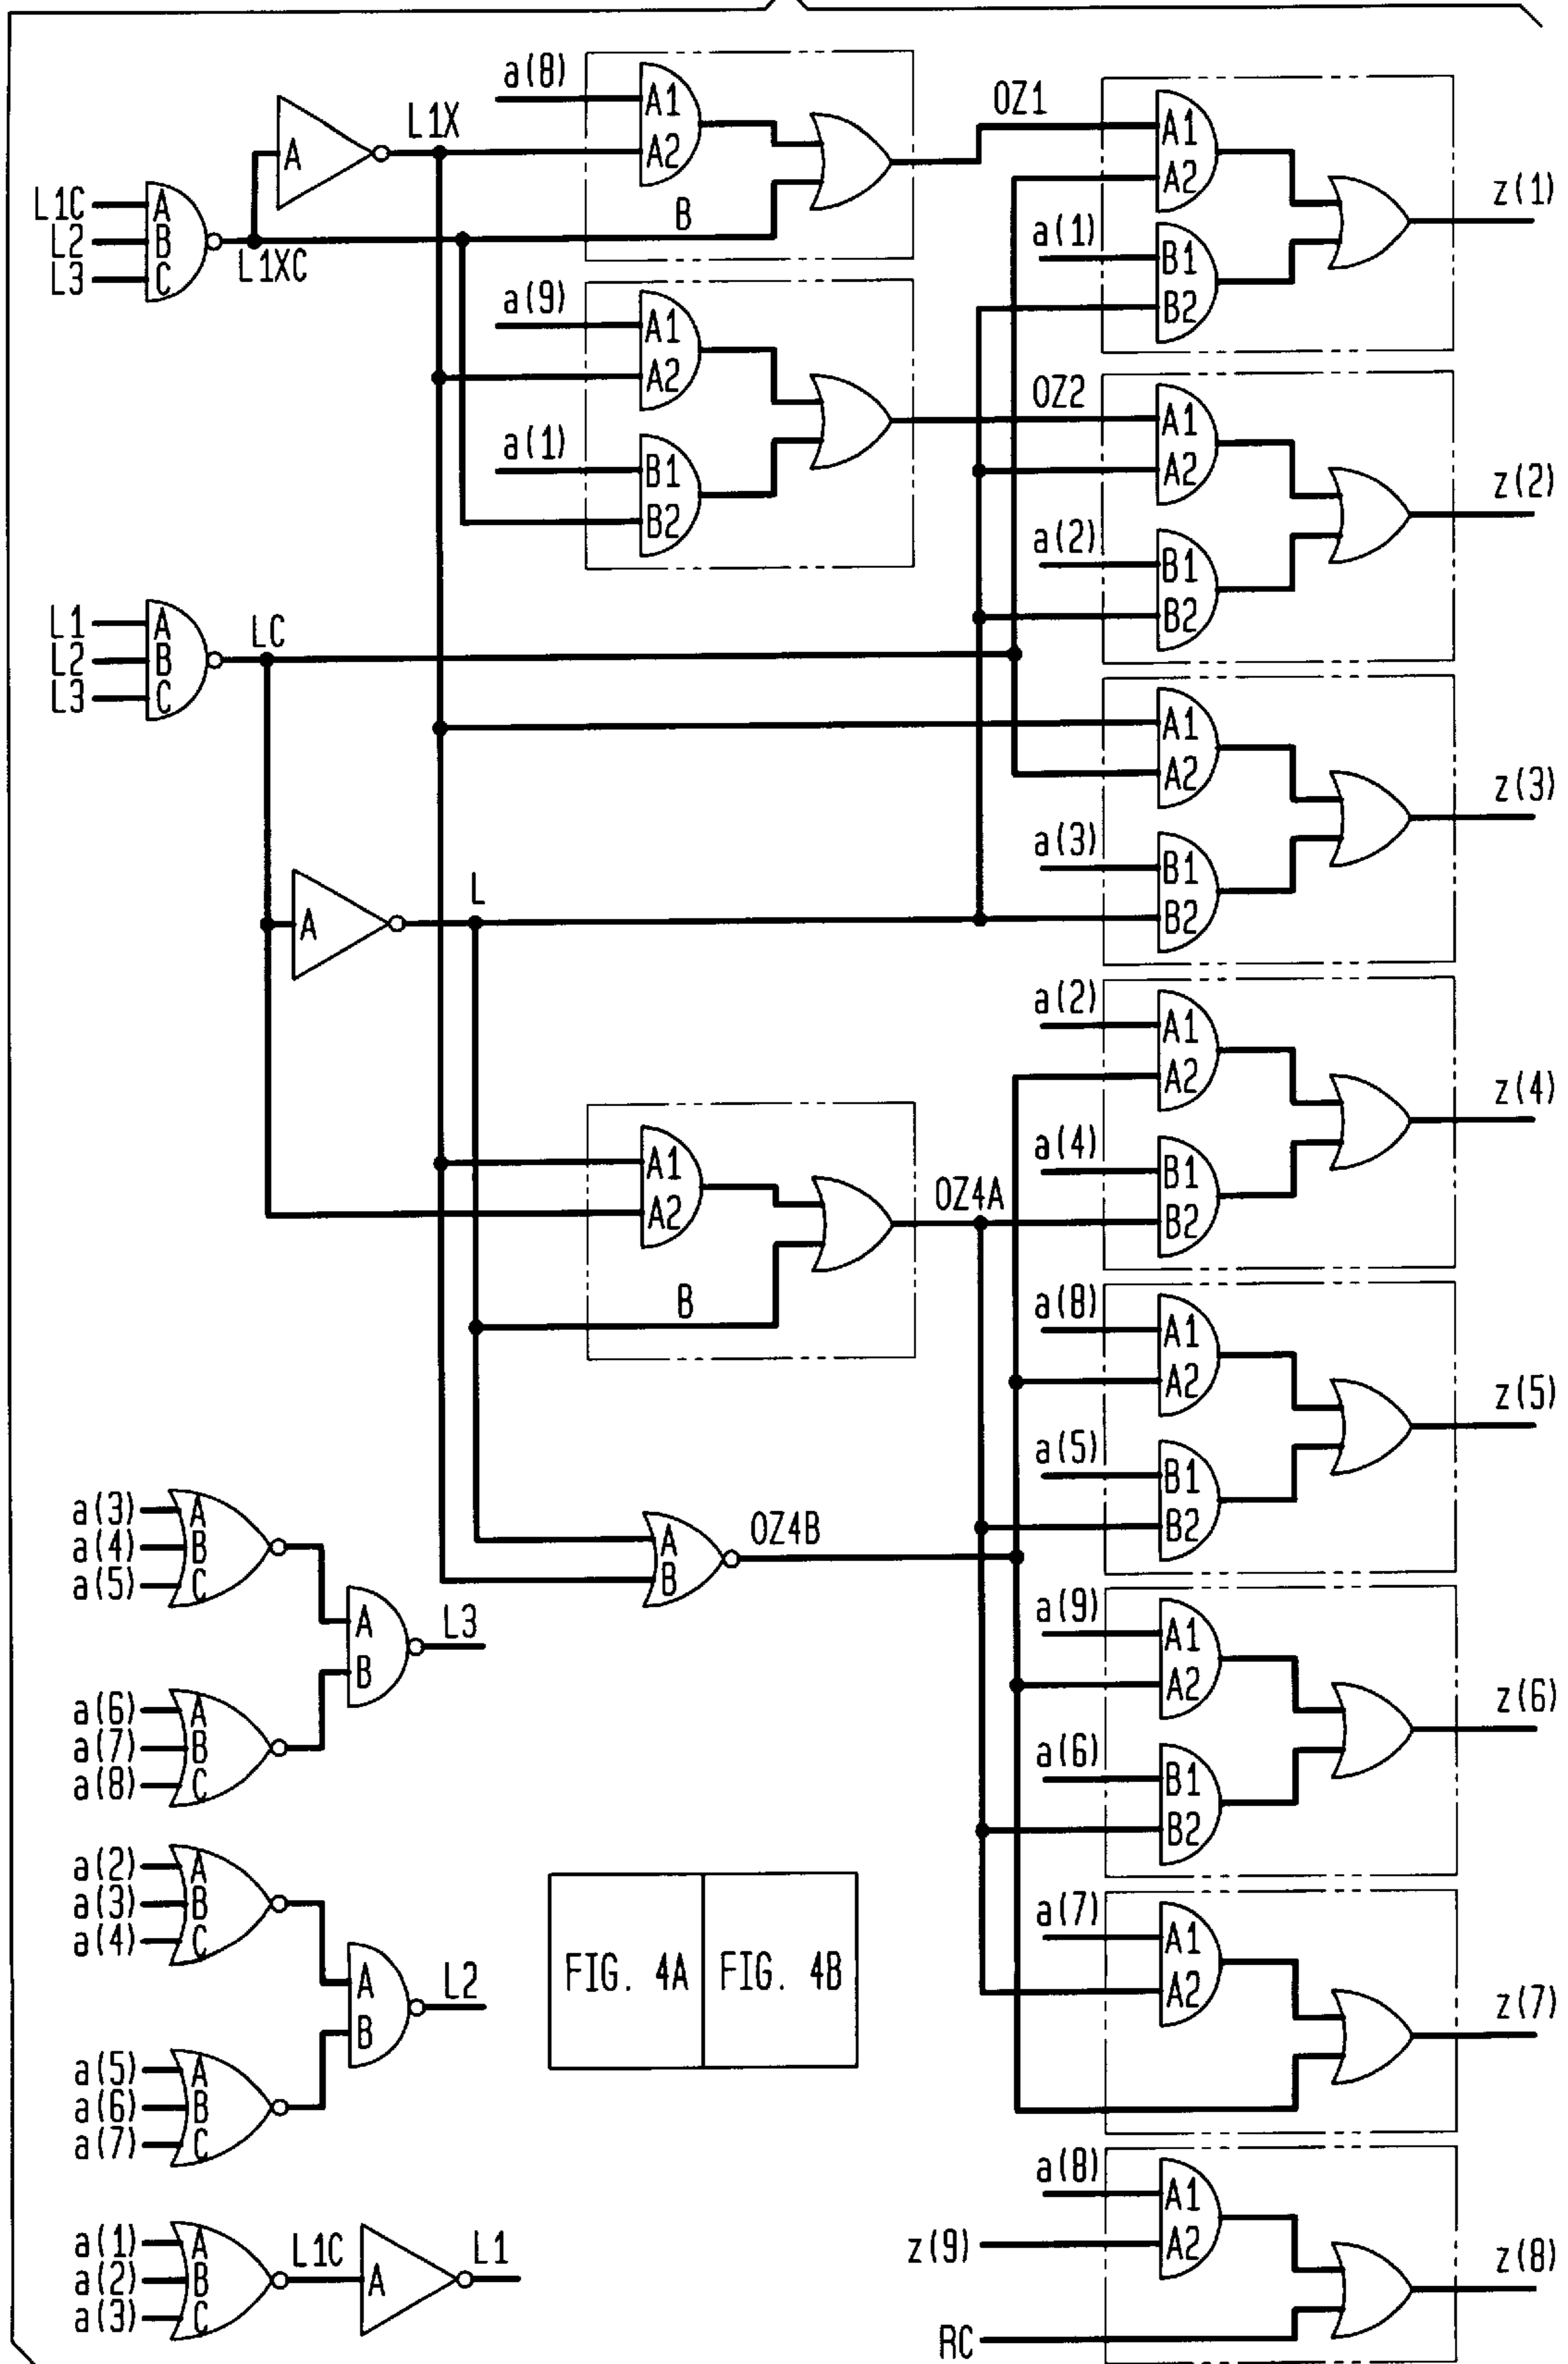 a(8)
A1
A2
B
L1X
A
L1C
L2
L3
A
B
C
L1XC
OZ1
A1
A2
a(1)
B1
B2
z(1)
a(9)
A1
A2
a(1)
B1
B2
OZ2
A1
A2
a(2)
B1
B2
z(2)
L1
L2
L3
A
B
C
LC
A1
A2
a(3)
B1
B2
z(3)
A
L
a(2)
A1
A2
a(4)
B1
B2
z(4)
A1
A2
B
OZ4A
a(8)
A1
A2
a(5)
B1
B2
z(5)
A
B
OZ4B
a(3)
a(4)
a(5)
A
B
C
a(6)
a(7)
a(8)
A
B
C
A
B
L3
a(9)
A1
A2
a(6)
B1
B2
z(6)
a(2)
a(3)
a(4)
A
B
C
a(5)
a(6)
a(7)
A
B
C
A
B
L2
FIG. 4A
FIG. 4B
a(7)
A1
A2
z(7)
a(1)
a(2)
a(3)
A
B
C
L1C
A
L1
a(8)
z(9)
A1
A2
RC
z(8)